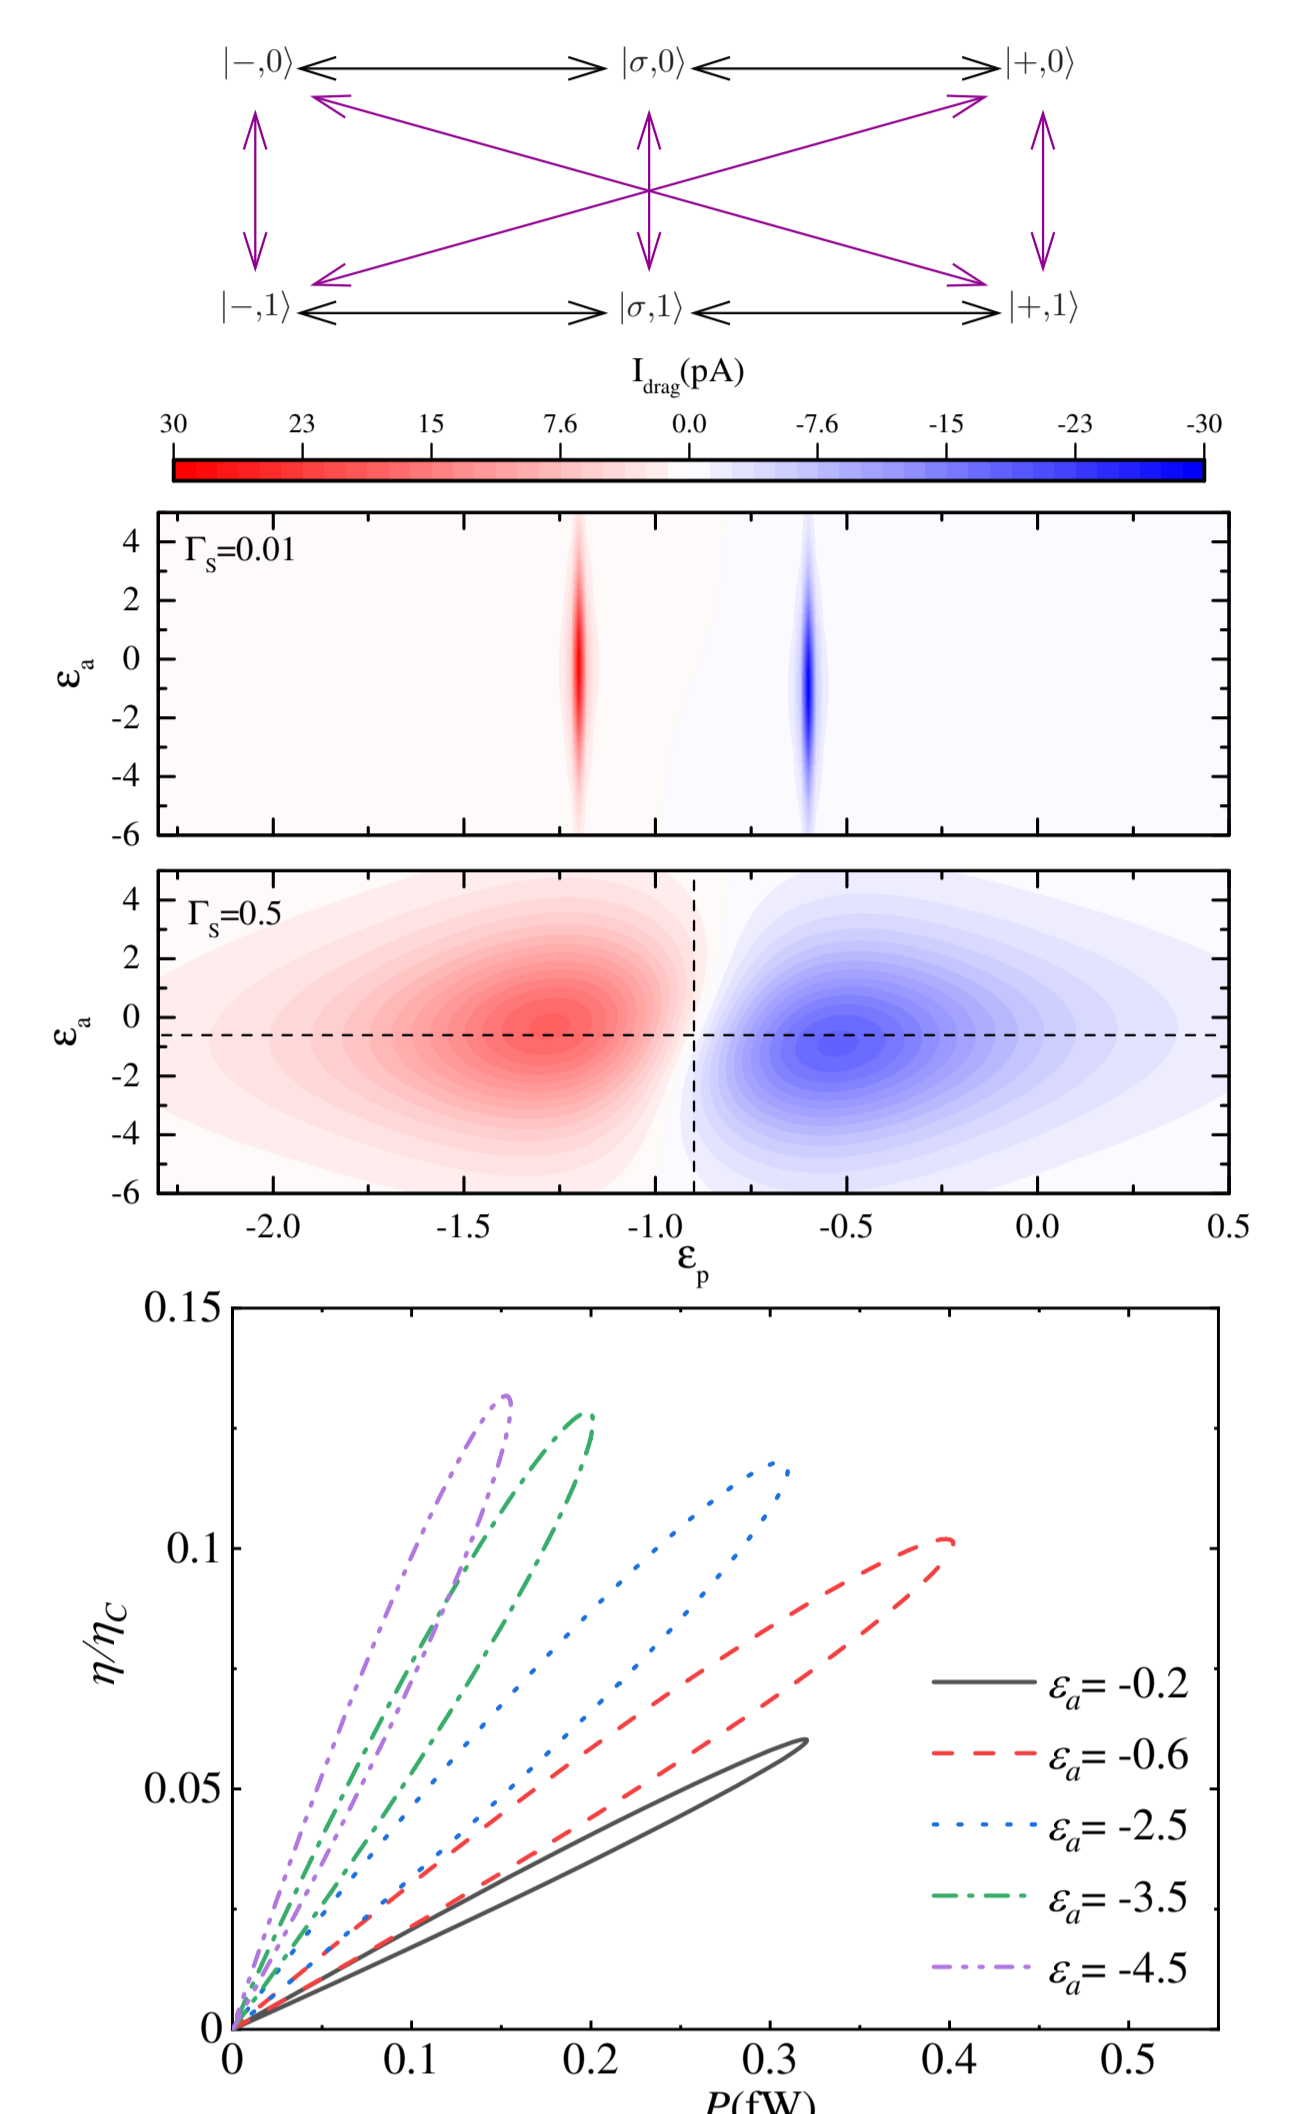 |−,0⟩ |σ,0⟩ |+,0⟩
|−,1⟩ |σ,1⟩ |+,1⟩
I_drag(pA)
30 23 15 7.6 0.0 -7.6 -15 -23 -30
Γ_S=0.01
4
2
0
-2
-4
-6
ε_a
Γ_S=0.5
4
2
0
-2
-4
-6
ε_a
-2.0 -1.5 -1.0 -0.5 0.0 0.5
ε_p
0.15
0.1
0.05
0
η/η_C
ε_a= -0.2
ε_a= -0.6
ε_a= -2.5
ε_a= -3.5
ε_a= -4.5
0 0.1 0.2 0.3 0.4 0.5
P(fW)